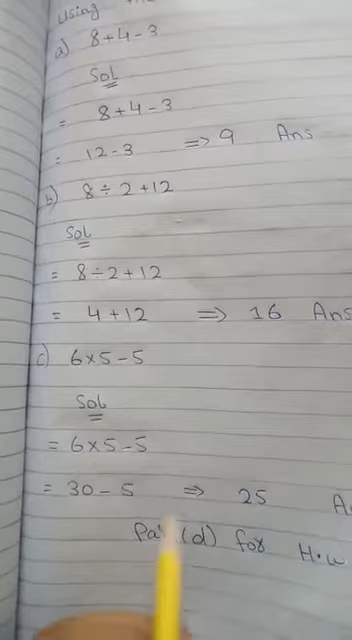 Using
a) 8+4-3
Sol
= 8+4-3
= 12-3 => 9 Ans
b) 8÷2+12
Sol
= 8÷2+12
= 4+12 => 16 Ans
c) 6×5-5
Sol
= 6×5-5
= 30-5 => 25
(d) for H.w